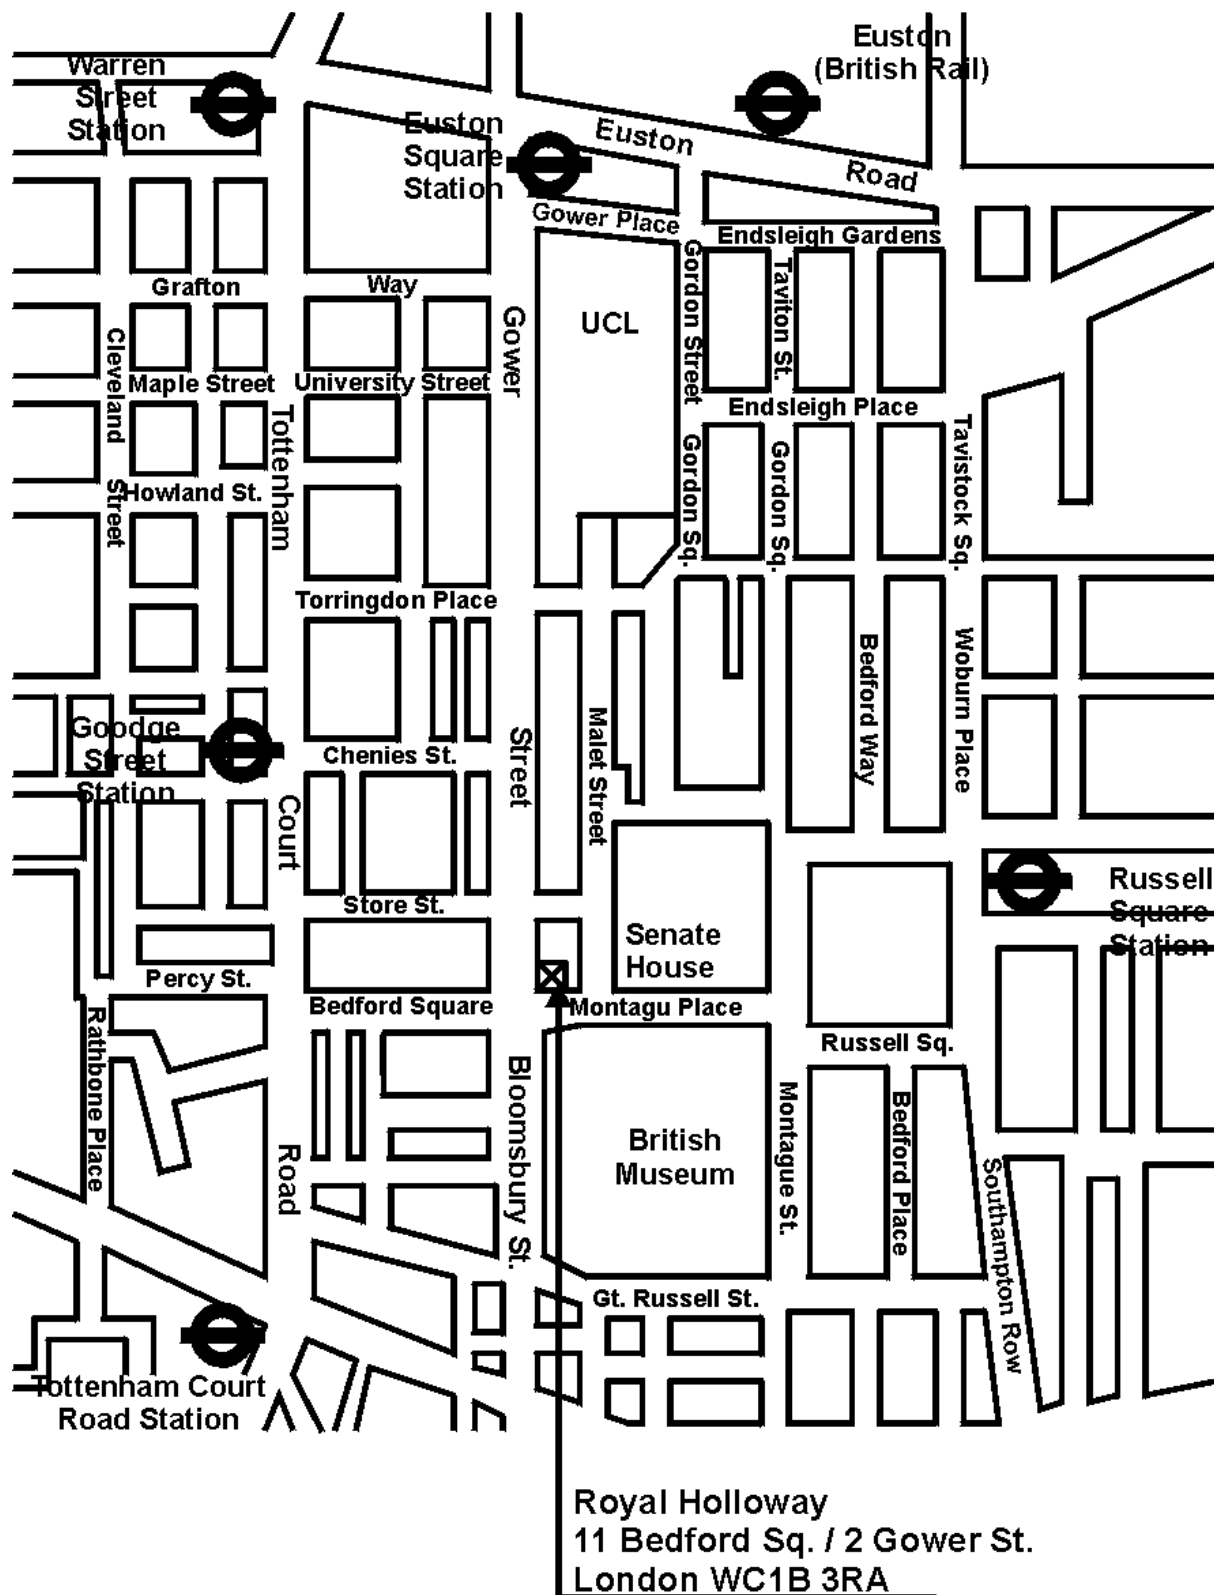 Euston
(British Rail)
Warren
Street
Station
Euston
Square
Station
Euston
Road
Gower Place
Endsleigh Gardens
Grafton
Way
Gordon Street
Taviton St.
UCL
Gower
Cleveland
Maple Street
University Street
Endsleigh Place
Tottenham
Gordon Sq.
Gordon Sq.
Tavistock Sq.
Street
Howland St.
Torringdon Place
Bedford Way
Woburn Place
Goodge
Street
Station
Street
Malet Street
Chenies St.
Court
Store St.
Russell
Square
Station
Senate
House
Percy St.
Bedford Square
Montagu Place
Rathbone Place
Russell Sq.
Bloomsbury St.
British
Museum
Montague St.
Bedford Place
Road
Southampton Row
Gt. Russell St.
Tottenham Court
Road Station
Royal Holloway
11 Bedford Sq. / 2 Gower St.
London WC1B 3RA